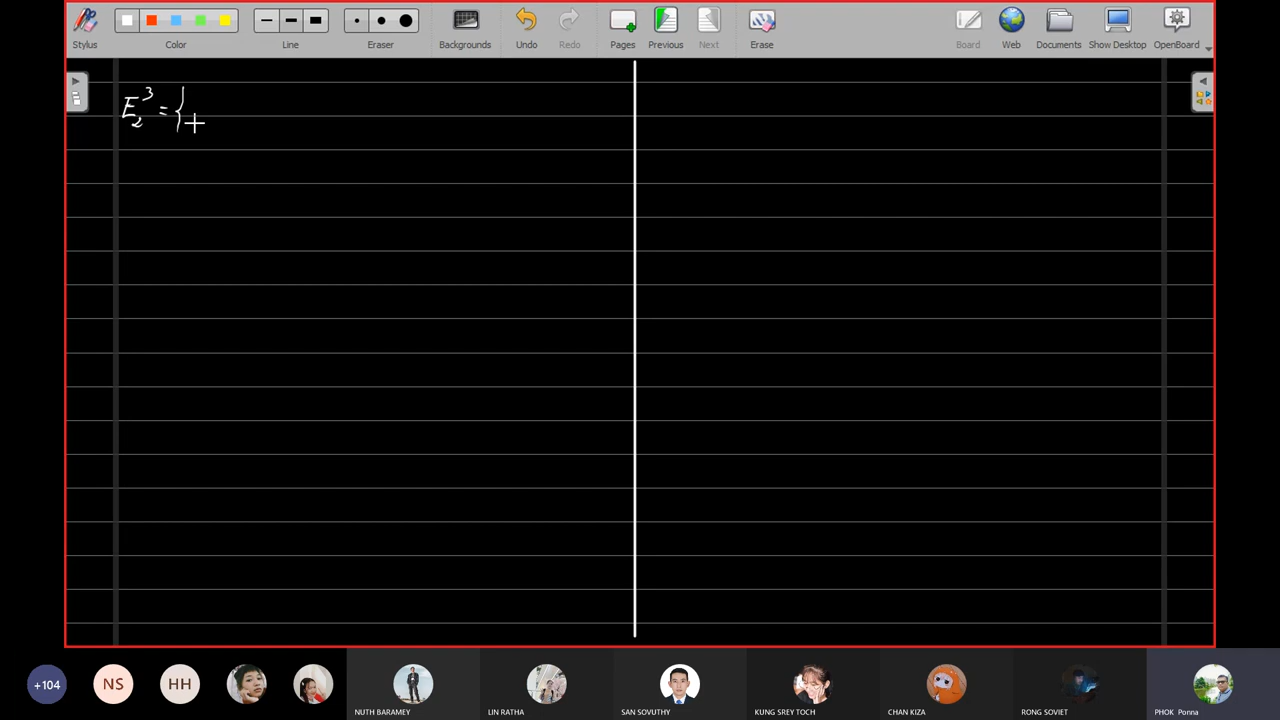 Stylus Color Line Eraser Backgrounds Undo Redo Pages Previous Next Erase Board Web Documents Show Desktop OpenBoard
E₂³ = {
+104 NS HH NUTH BARAMEY LIN RATHA SAN SOVUTHY KUNG SREY TOCH CHAN KIZA RONG SOVIET PHOK Ponna